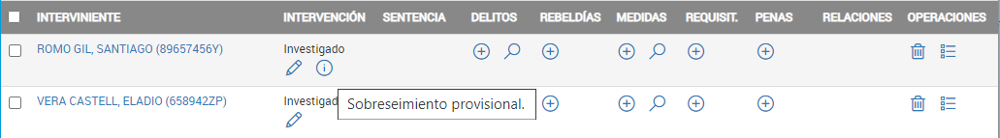 INTERVINIENTE INTERVENCIÓN SENTENCIA DELITOS REBELDÍAS MEDIDAS REQUISIT. PENAS RELACIONES OPERACIONES
ROMO GIL, SANTIAGO (89657456Y) Investigado
VERA CASTELL, ELADIO (658942ZP) Investigad
Sobreseimiento provisional.